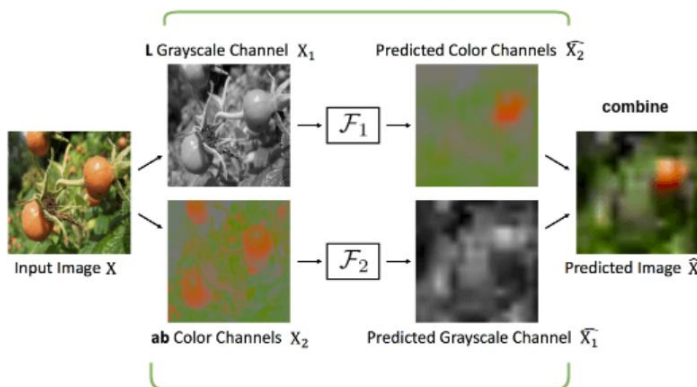 L Grayscale Channel X₁
Predicted Color Channels X̂₂
ℱ₁
combine
Input Image X
ℱ₂
Predicted Image X̂
ab Color Channels X₂
Predicted Grayscale Channel X̂₁